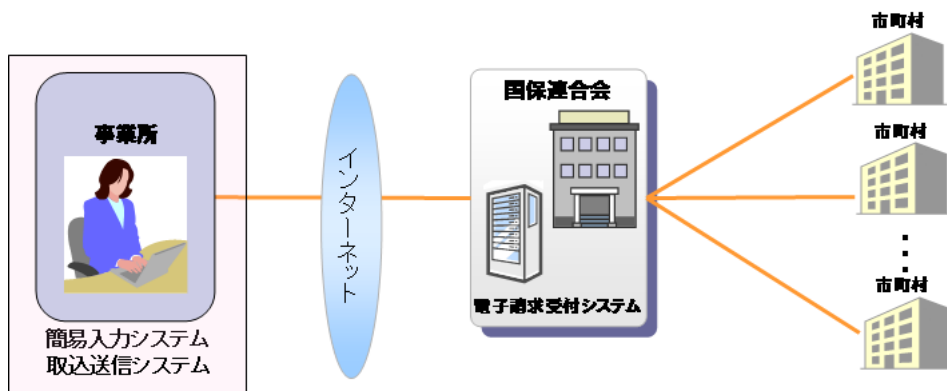 事業所
簡易入力システム
取込送信システム
インターネット
国保連合会
電子請求受付システム
市町村
市町村
市町村